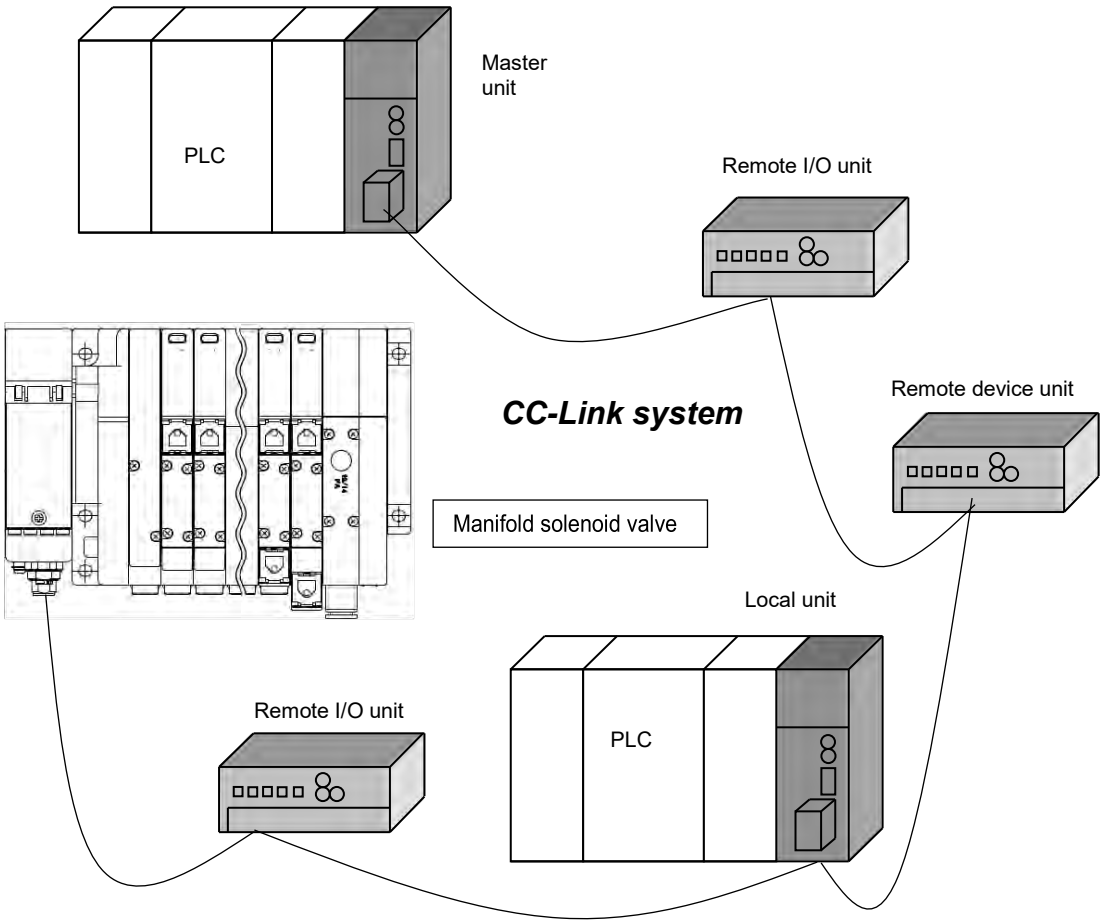 Master
unit
PLC
Remote I/O unit
Remote device unit
CC-Link system
Manifold solenoid valve
Local unit
Remote I/O unit
PLC